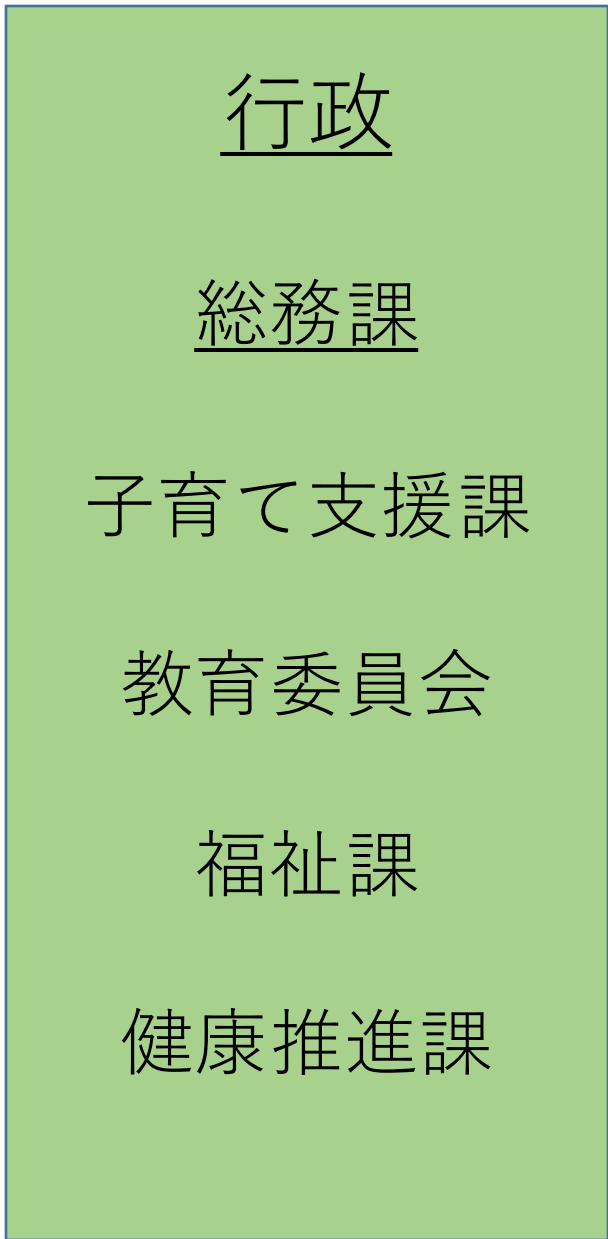 行政
総務課
子育て支援課
教育委員会
福祉課
健康推進課